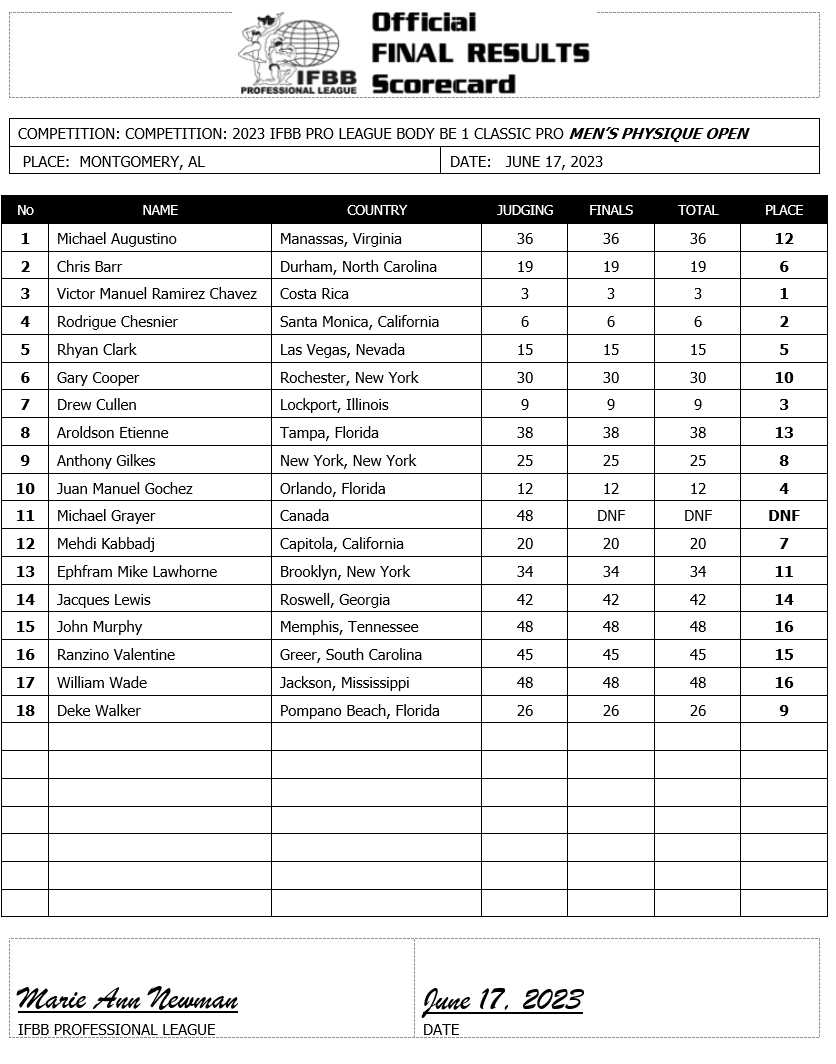 Official
FINAL RESULTS
Scorecard
IFBB
PROFESSIONAL LEAGUE
COMPETITION: COMPETITION: 2023 IFBB PRO LEAGUE BODY BE 1 CLASSIC PRO MEN'S PHYSIQUE OPEN
PLACE: MONTGOMERY, AL DATE: JUNE 17, 2023
No NAME COUNTRY JUDGING FINALS TOTAL PLACE
1 Michael Augustino Manassas, Virginia 36 36 36 12
2 Chris Barr Durham, North Carolina 19 19 19 6
3 Victor Manuel Ramirez Chavez Costa Rica 3 3 3 1
4 Rodrigue Chesnier Santa Monica, California 6 6 6 2
5 Rhyan Clark Las Vegas, Nevada 15 15 15 5
6 Gary Cooper Rochester, New York 30 30 30 10
7 Drew Cullen Lockport, Illinois 9 9 9 3
8 Aroldson Etienne Tampa, Florida 38 38 38 13
9 Anthony Gilkes New York, New York 25 25 25 8
10 Juan Manuel Gochez Orlando, Florida 12 12 12 4
11 Michael Grayer Canada 48 DNF DNF DNF
12 Mehdi Kabbadj Capitola, California 20 20 20 7
13 Ephfram Mike Lawhorne Brooklyn, New York 34 34 34 11
14 Jacques Lewis Roswell, Georgia 42 42 42 14
15 John Murphy Memphis, Tennessee 48 48 48 16
16 Ranzino Valentine Greer, South Carolina 45 45 45 15
17 William Wade Jackson, Mississippi 48 48 48 16
18 Deke Walker Pompano Beach, Florida 26 26 26 9
Marie Ann Newman June 17, 2023
IFBB PROFESSIONAL LEAGUE DATE